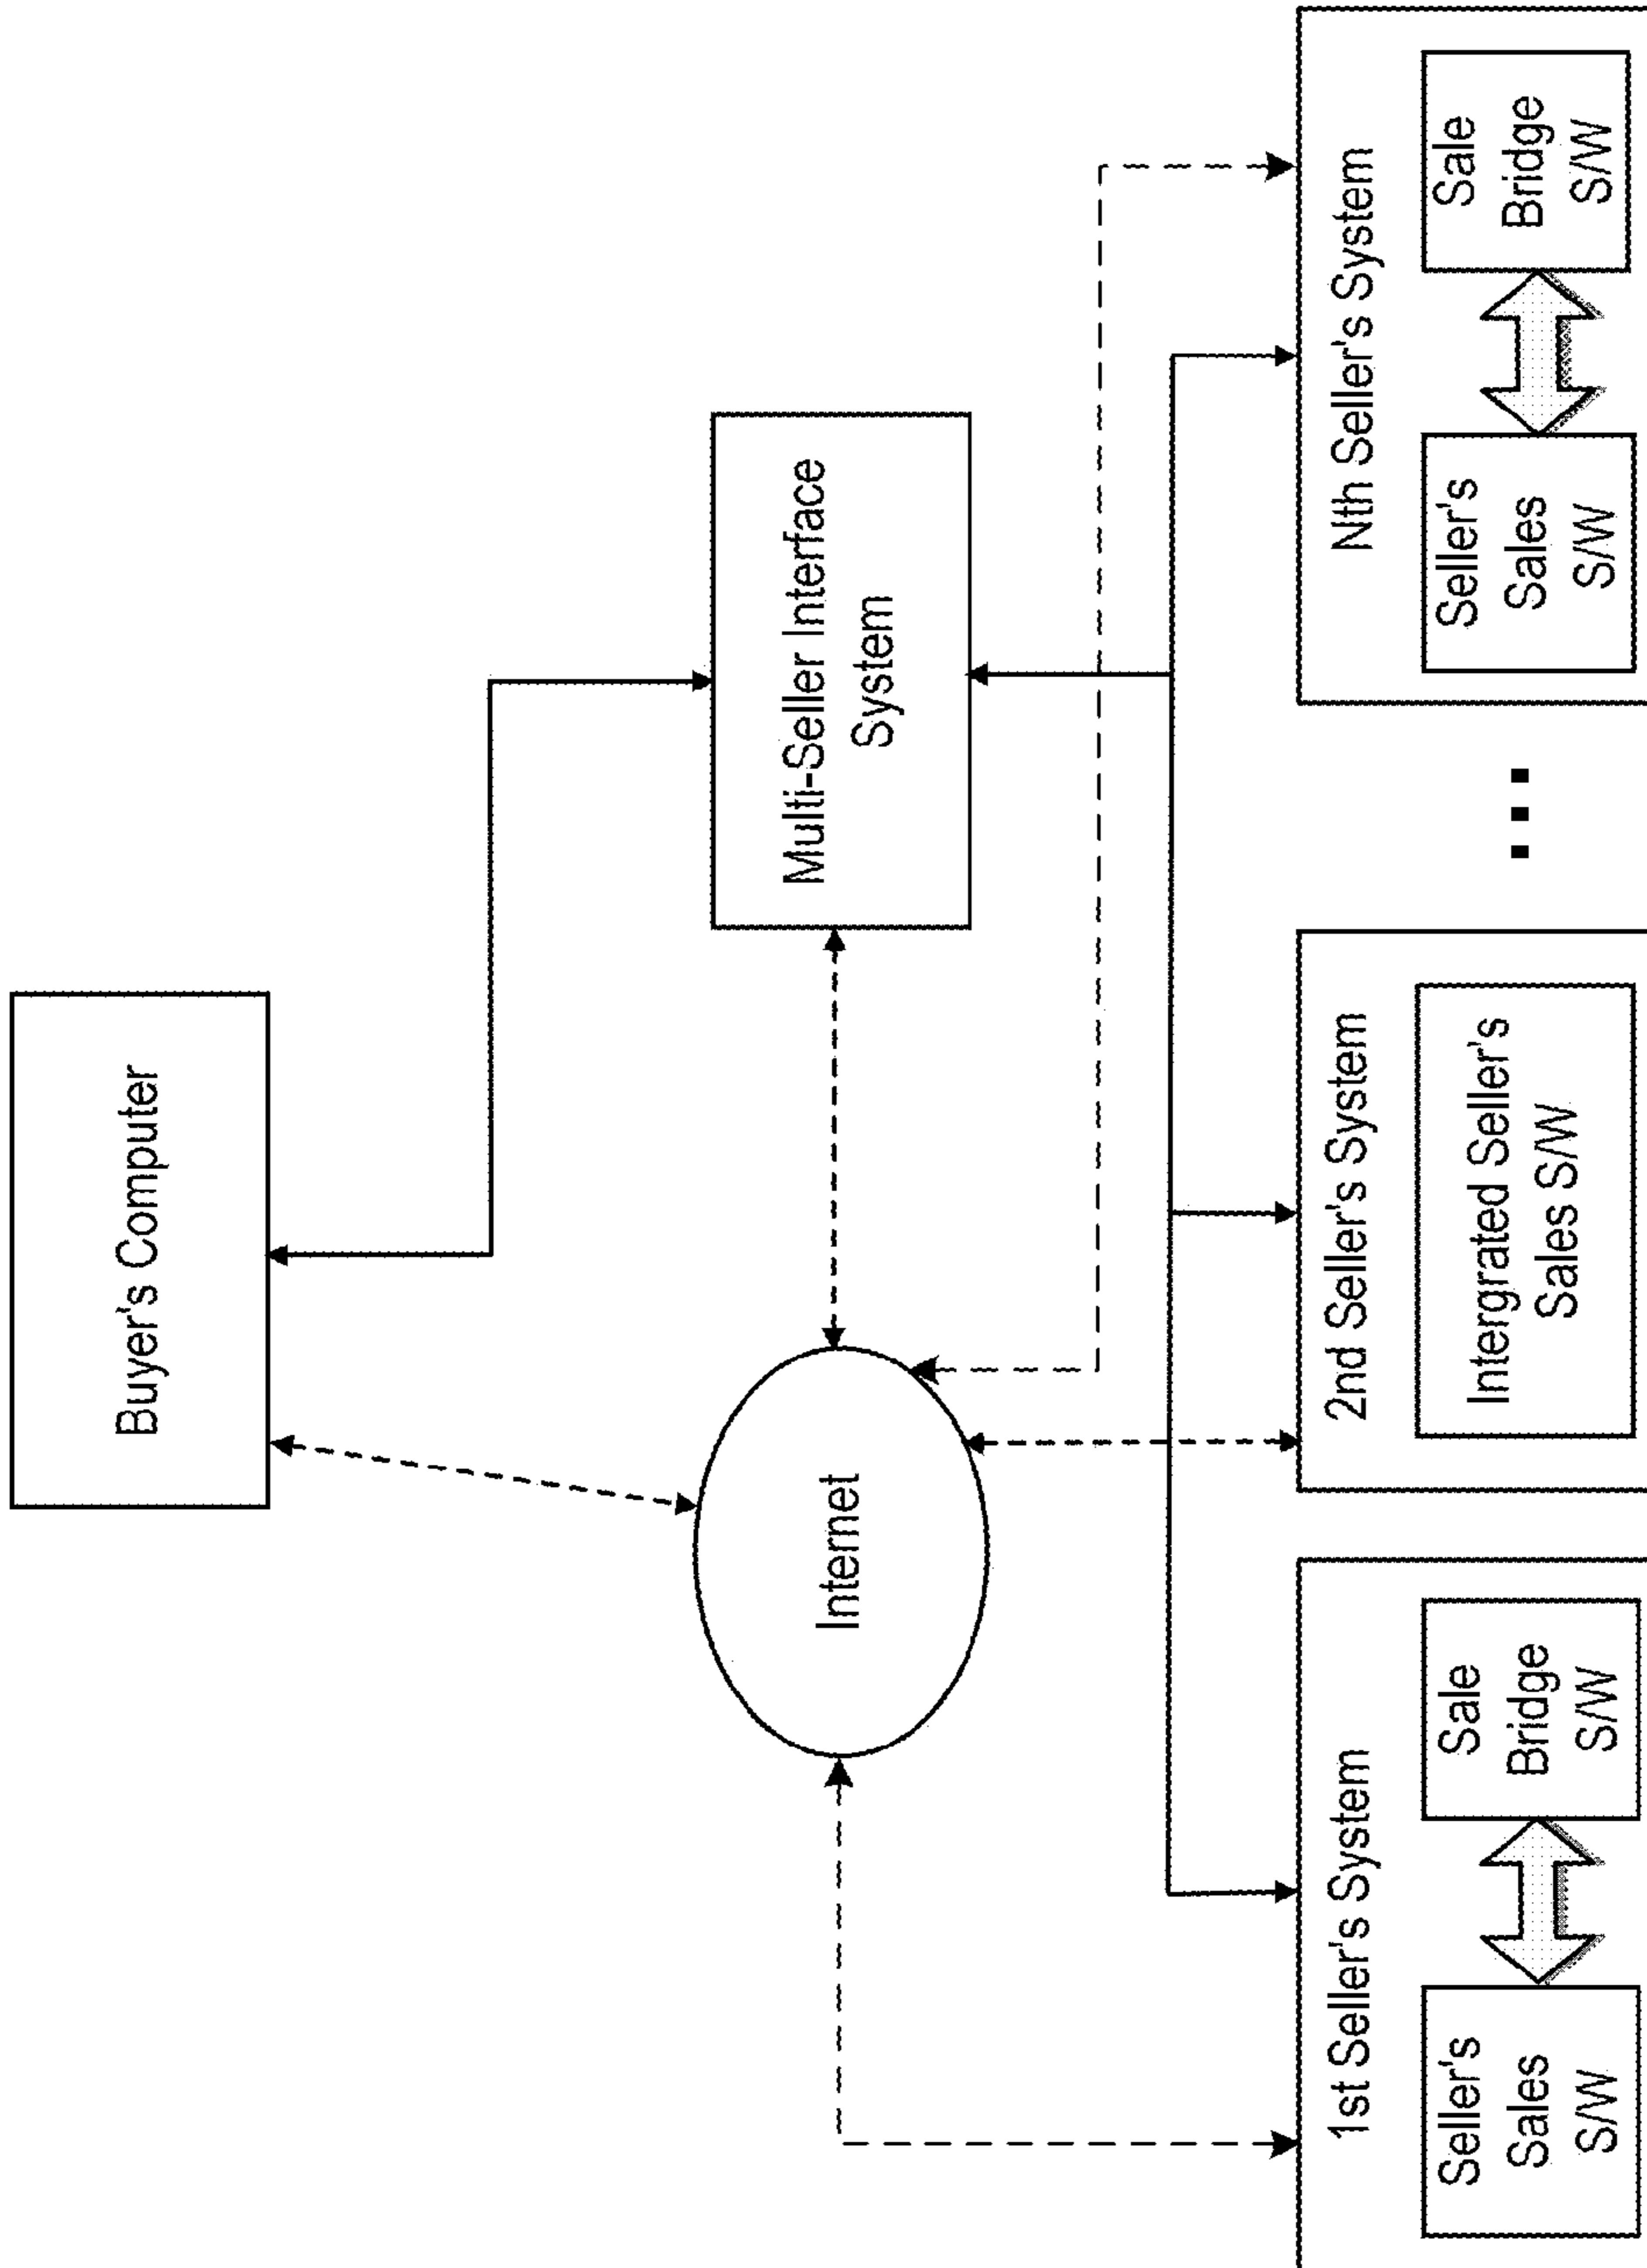 Buyer's Computer
Internet
Multi-Seller Interface
System
1st Seller's System
Seller's
Sales
S/W
Sale
Bridge
S/W
2nd Seller's System
Intergrated Seller's
Sales S/W
...
Nth Seller's System
Seller's
Sales
S/W
Sale
Bridge
S/W